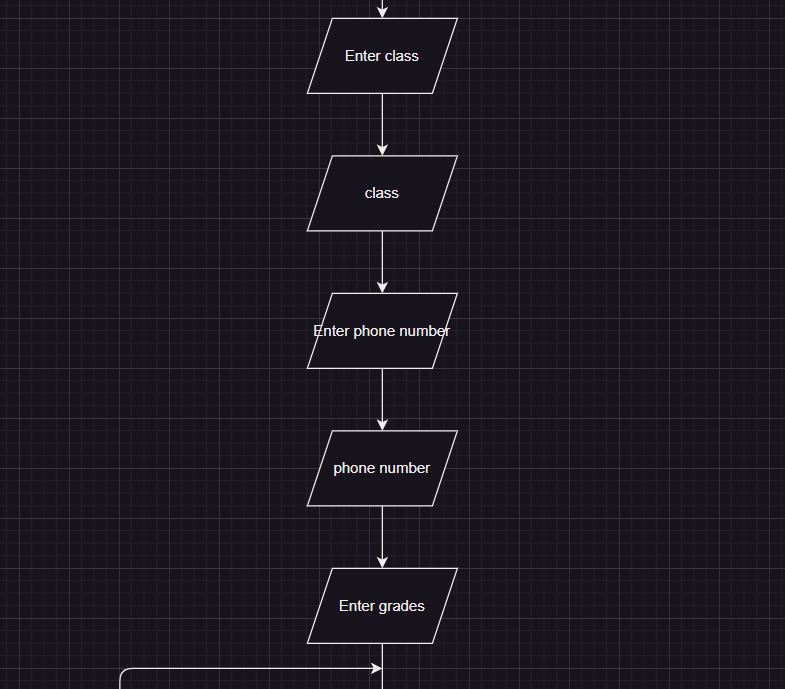 Enter class
class
Enter phone number
phone number
Enter grades